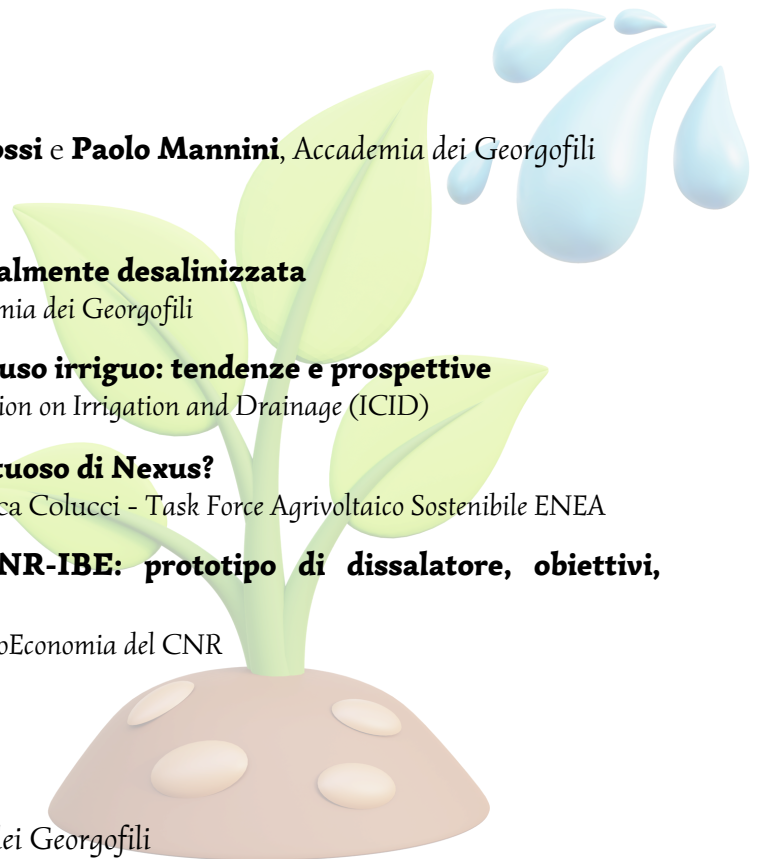 ossi e Paolo Mannini, Accademia dei Georgofili
almente desalinizzata
mia dei Georgofili
uso irriguo: tendenze e prospettive
ion on Irrigation and Drainage (ICID)
tuoso di Nexus?
ca Colucci - Task Force Agrivoltaico Sostenibile ENEA
NR-IBE: prototipo di dissalatore, obiettivi,
oEconomia del CNR
dei Georgofili